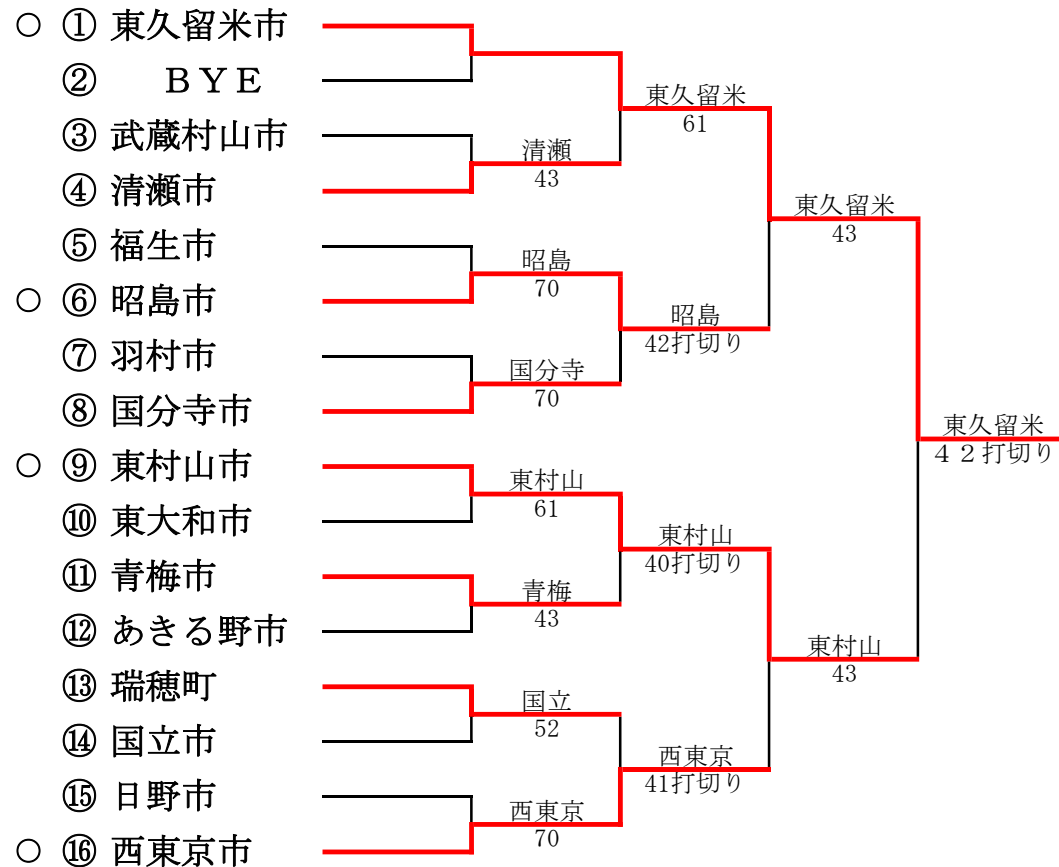 ○ ① 東久留米市
② ＢＹＥ
③ 武蔵村山市
④ 清瀬市
⑤ 福生市
○ ⑥ 昭島市
⑦ 羽村市
⑧ 国分寺市
○ ⑨ 東村山市
⑩ 東大和市
⑪ 青梅市
⑫ あきる野市
⑬ 瑞穂町
⑭ 国立市
⑮ 日野市
○ ⑯ 西東京市
清瀬
43
昭島
70
国分寺
70
東村山
61
青梅
43
国立
52
西東京
70
東久留米
61
昭島
42打切り
東村山
40打切り
西東京
41打切り
東久留米
43
東村山
43
東久留米
４２打切り